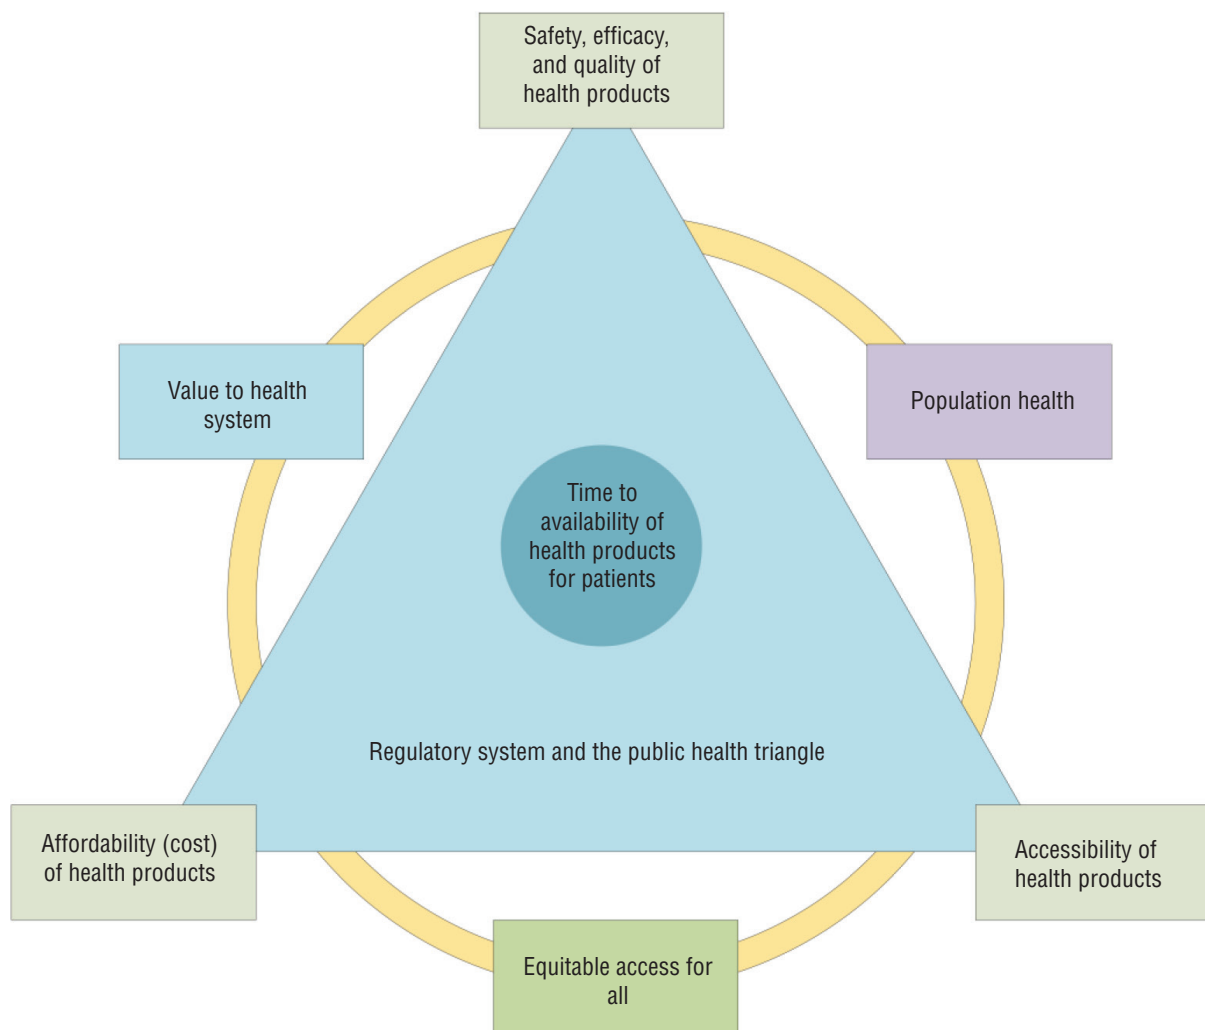 Safety, efficacy,
and quality of
health products
Value to health
system
Population health
Time to
availability of
health products
for patients
Regulatory system and the public health triangle
Affordability (cost)
of health products
Accessibility of
health products
Equitable access for
all